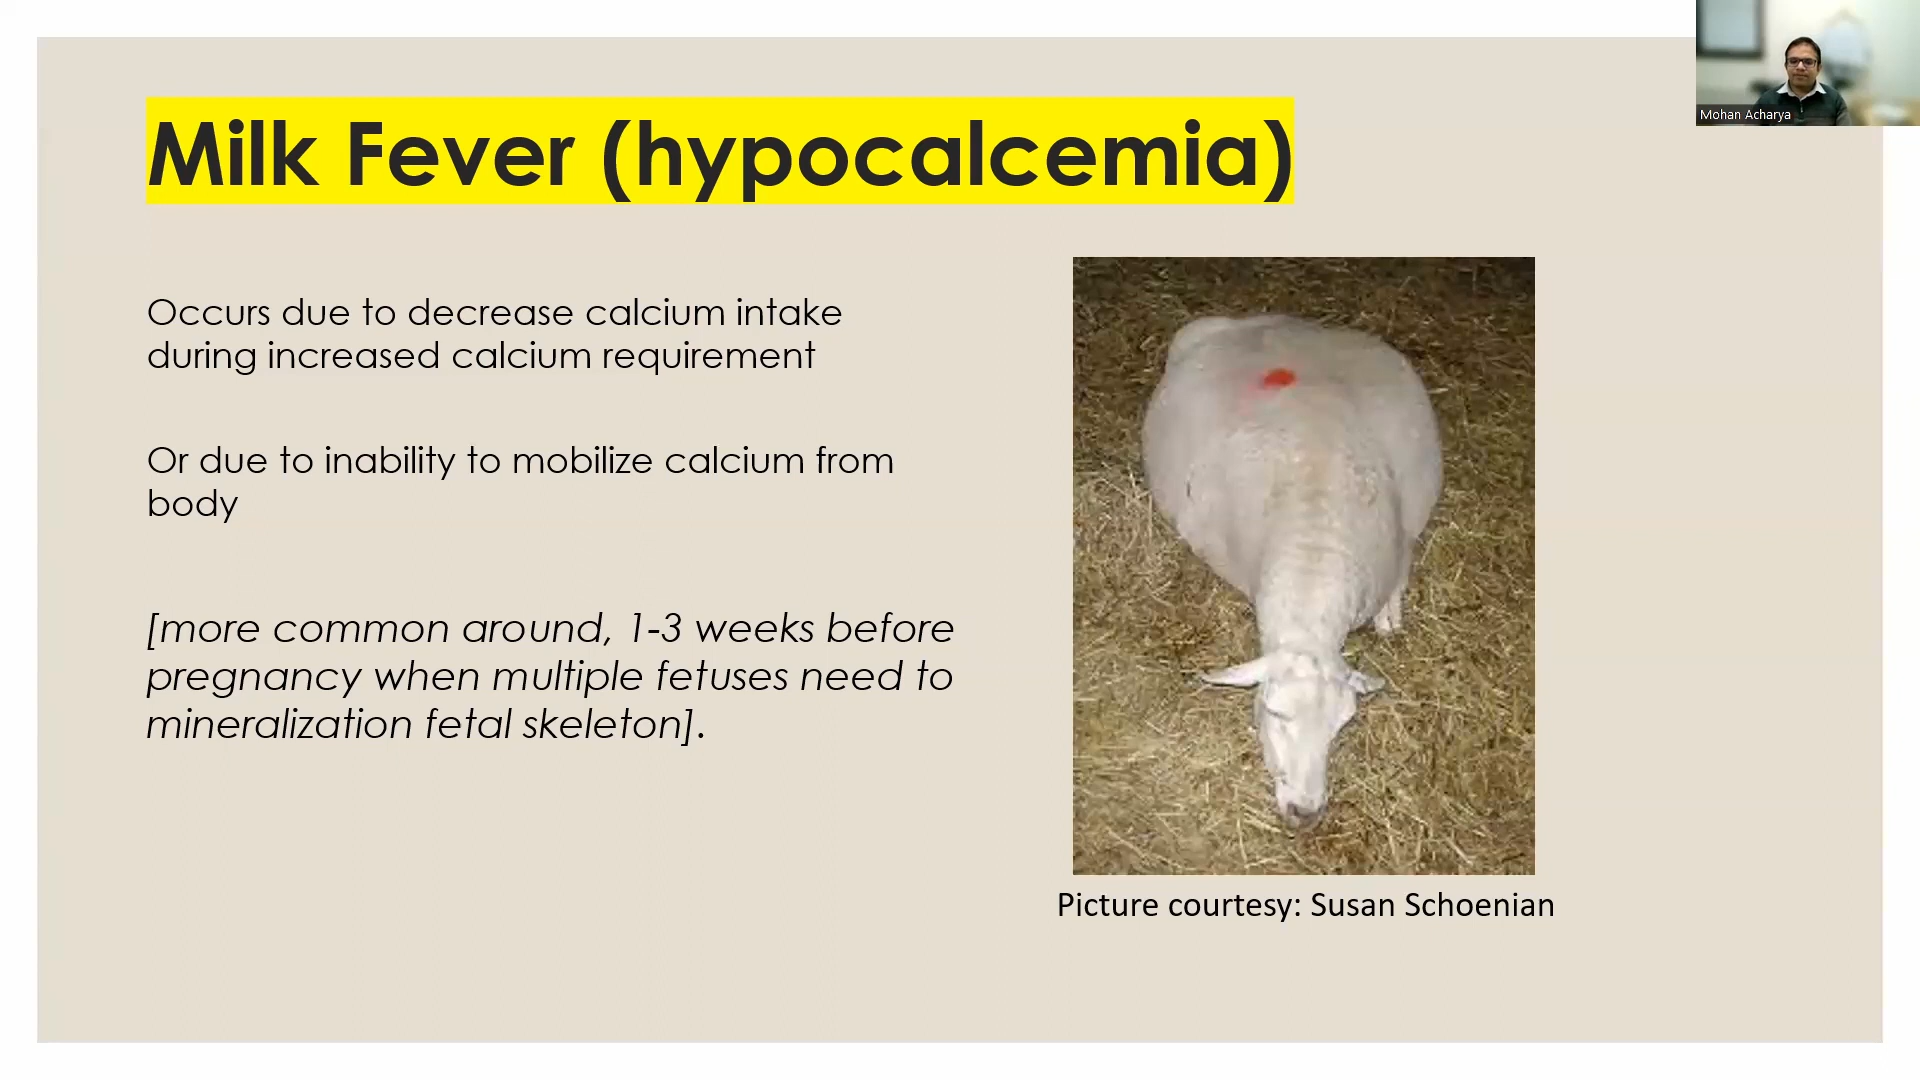 Mohan Acharya
Milk Fever (hypocalcemia)
Occurs due to decrease calcium intake
during increased calcium requirement
Or due to inability to mobilize calcium from
body
[more common around, 1-3 weeks before
pregnancy when multiple fetuses need to
mineralization fetal skeleton].
Picture courtesy: Susan Schoenian